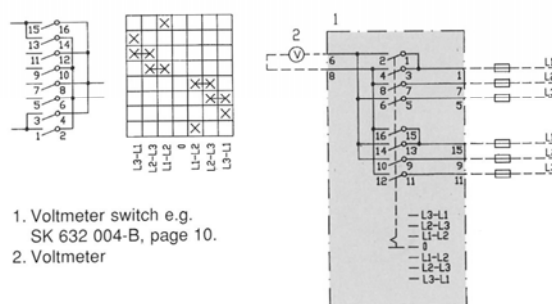 15 16
13 14
11 12
9 10
7 8
5 6
3 4
1 2
L3-L1
L2-L3
L1-L2
0
L1-L2
L2-L3
L3-L1
1. Voltmeter switch e.g.
SK 632 004-B, page 10.
2. Voltmeter
1
2
V
6
8
2 1
4 3 1
8 7 7
6 5 5
16 15
14 13 15
10 9 9
12 11 11
L3-L1
L2-L3
L1-L2
0
L1-L2
L2-L3
L3-L1